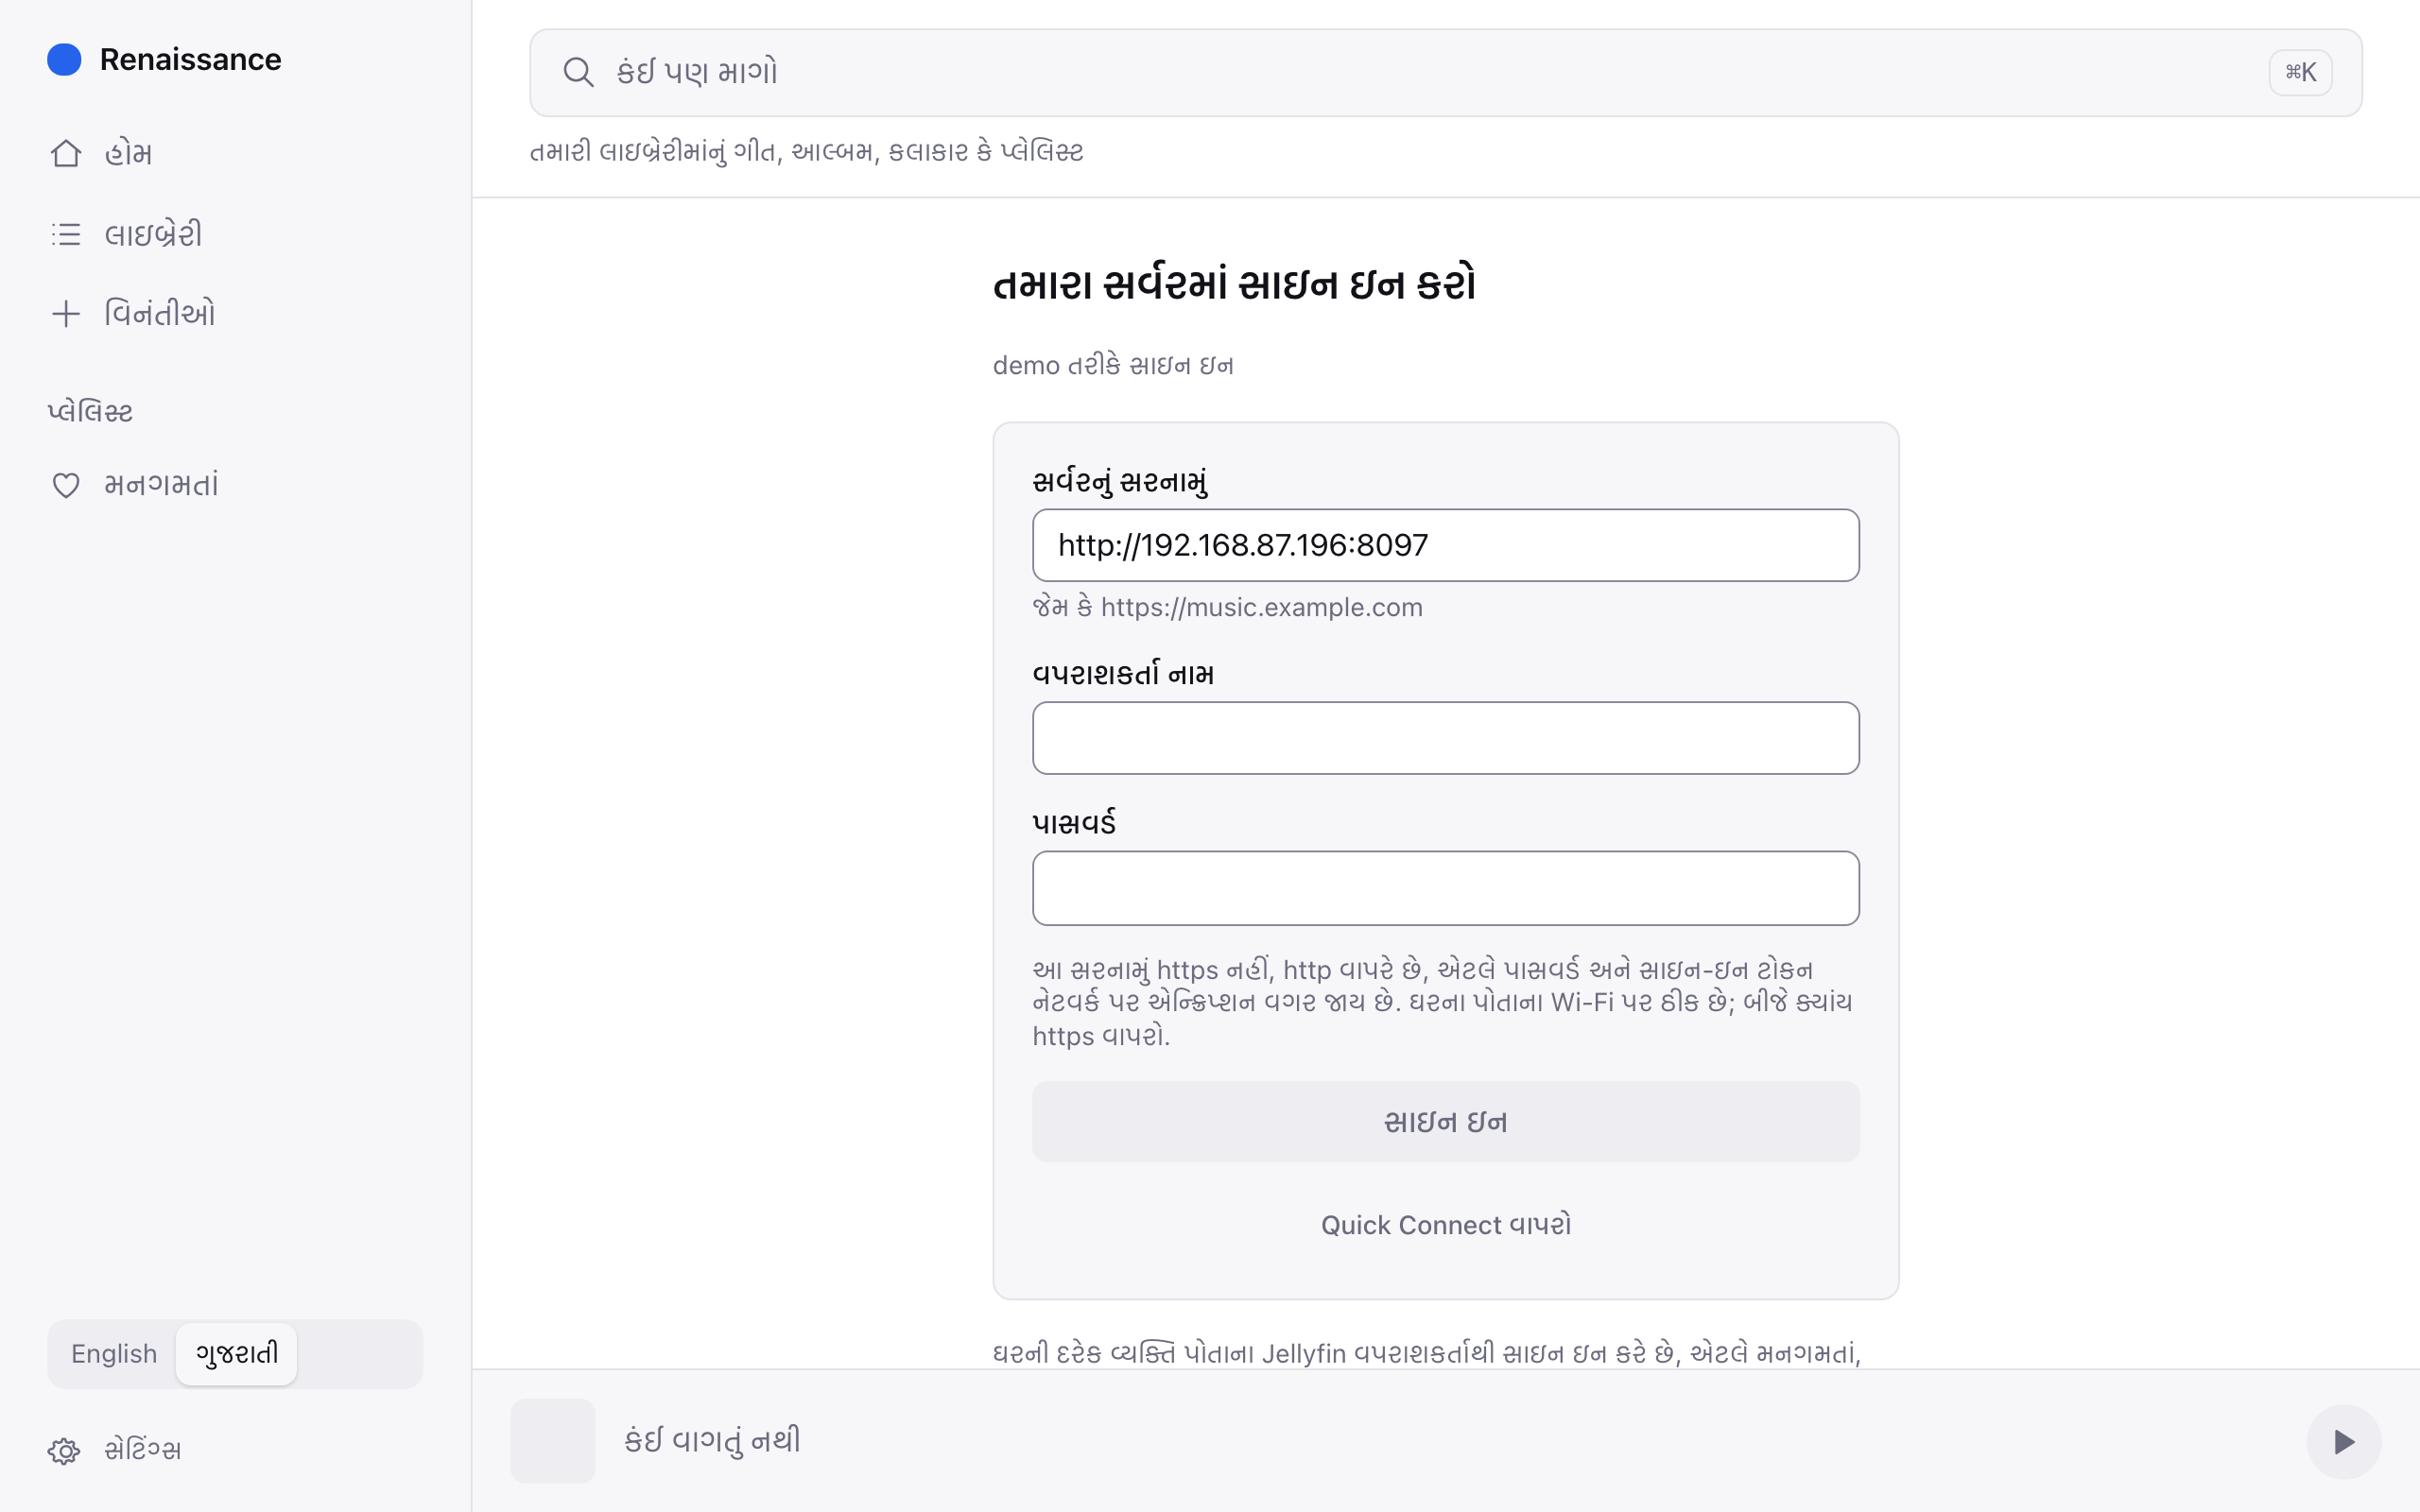 Renaissance
હોમ
લાઇબ્રેરી
વિનંતીઓ
પ્લેલિસ્ટ
મનગમતાં
English
ગુજરાતી
સેટિંગ્સ
કંઈ પણ માગો
⌘K
તમારી લાઇબ્રેરીમાંનું ગીત, આલ્બમ, કલાકાર કે પ્લેલિસ્ટ
તમારા સર્વરમાં સાઇન ઇન કરો
demo તરીકે સાઇન ઇન
સર્વરનું સરનામું
http://192.168.87.196:8097
જેમ કે https://music.example.com
વપરાશકર્તા નામ
પાસવર્ડ
આ સરનામું https નહીં, http વાપરે છે, એટલે પાસવર્ડ અને સાઇન-ઇન ટોકન
નેટવર્ક પર એન્ક્રિપ્શન વગર જાય છે. ઘરના પોતાના Wi-Fi પર ઠીક છે; બીજે ક્યાંય
https વાપરો.
સાઇન ઇન
Quick Connect વાપરો
ઘરની દરેક વ્યક્તિ પોતાના Jellyfin વપરાશકર્તાથી સાઇન ઇન કરે છે, એટલે મનગમતાં,
કંઈ વાગતું નથી